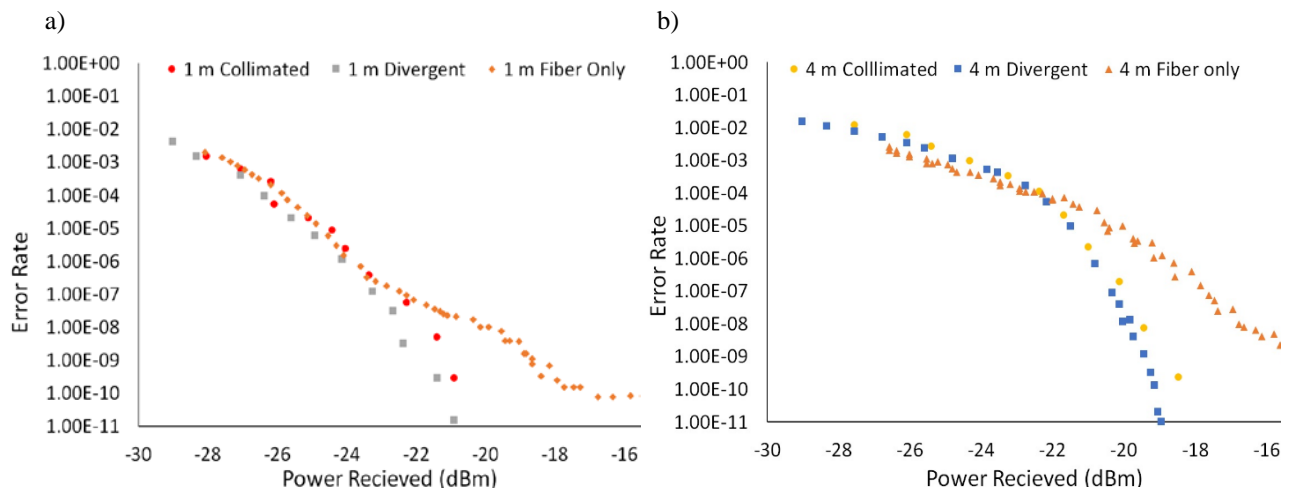 a)
1.00E+00
1 m Collimated
1 m Divergent
1 m Fiber Only
1.00E-01
1.00E-02
1.00E-03
1.00E-04
1.00E-05
1.00E-06
1.00E-07
1.00E-08
1.00E-09
1.00E-10
1.00E-11
Error Rate
-30 -28 -26 -24 -22 -20 -18 -16
Power Recieved (dBm)
b)
1.00E+00
4 m Colllimated
4 m Divergent
4 m Fiber only
1.00E-01
1.00E-02
1.00E-03
1.00E-04
1.00E-05
1.00E-06
1.00E-07
1.00E-08
1.00E-09
1.00E-10
1.00E-11
Error Rate
-30 -28 -26 -24 -22 -20 -18 -16
Power Recieved (dBm)